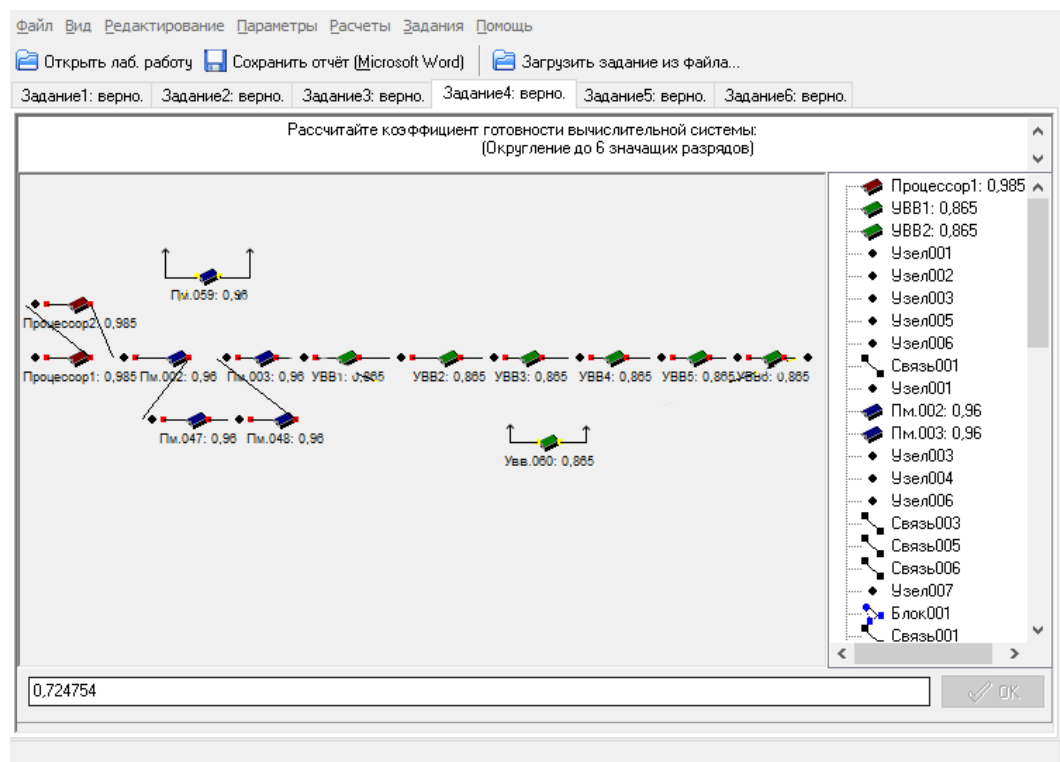 Файл Вид Редактирование Параметры Расчеты Задания Помощь
Открыть лаб. работу Сохранить отчёт (Microsoft Word) Загрузить задание из файла...
Задание1: верно. Задание2: верно. Задание3: верно. Задание4: верно. Задание5: верно. Задание6: верно.
Рассчитайте коэффициент готовности вычислительной системы:
(Округление до 6 значащих разрядов)
Пм.059: 0,96
Процессор2: 0,985
Процессор1: 0,985 Пм.002: 0,96 Пм.003: 0,96 УВВ1: 0,865 УВВ2: 0,865 УВВ3: 0,865 УВВ4: 0,865 УВВ5: 0,865 УВВ6: 0,865
Пм.047: 0,96 Пм.048: 0,96
Увв.060: 0,865
Процессор1: 0,985
УВВ1: 0,865
УВВ2: 0,865
Узел001
Узел002
Узел003
Узел005
Узел006
Связь001
Узел001
Пм.002: 0,96
Пм.003: 0,96
Узел003
Узел004
Узел006
Связь003
Связь005
Связь006
Узел007
Блок001
Связь001
0,724754
OK